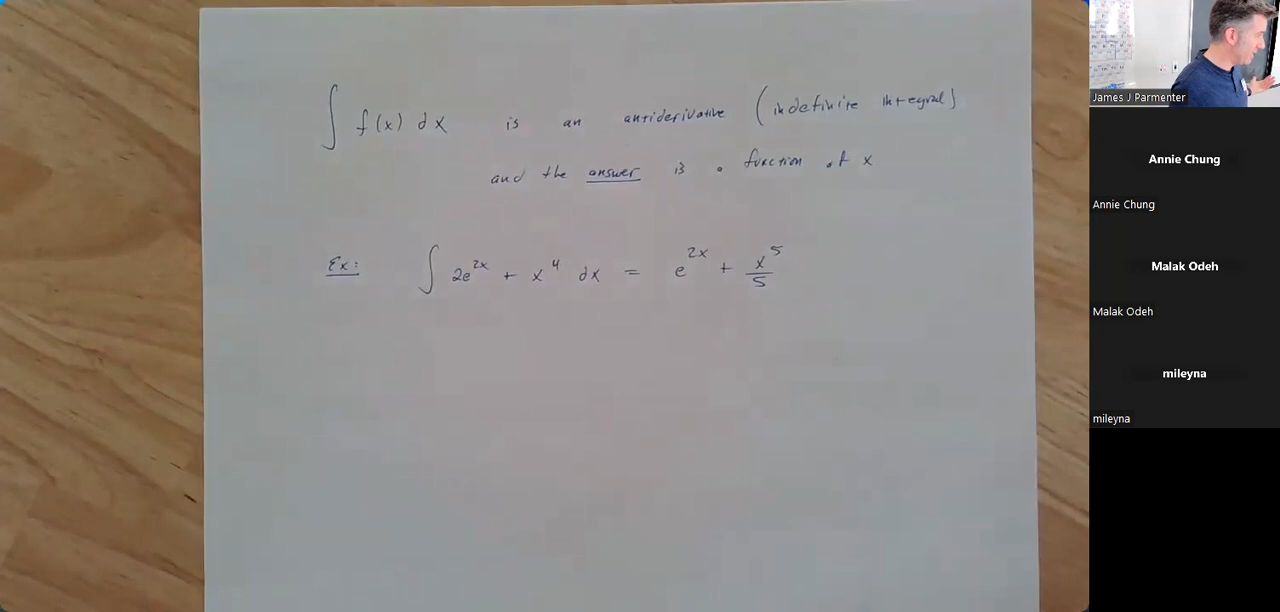 ∫ f(x) dx is an antiderivative (indefinite integral)
and the answer is a function of x
Ex: ∫ 2e^{2x} + x^4 dx = e^{2x} + x^5/5
James J Parmenter
Annie Chung
Annie Chung
Malak Odeh
Malak Odeh
mileyna
mileyna